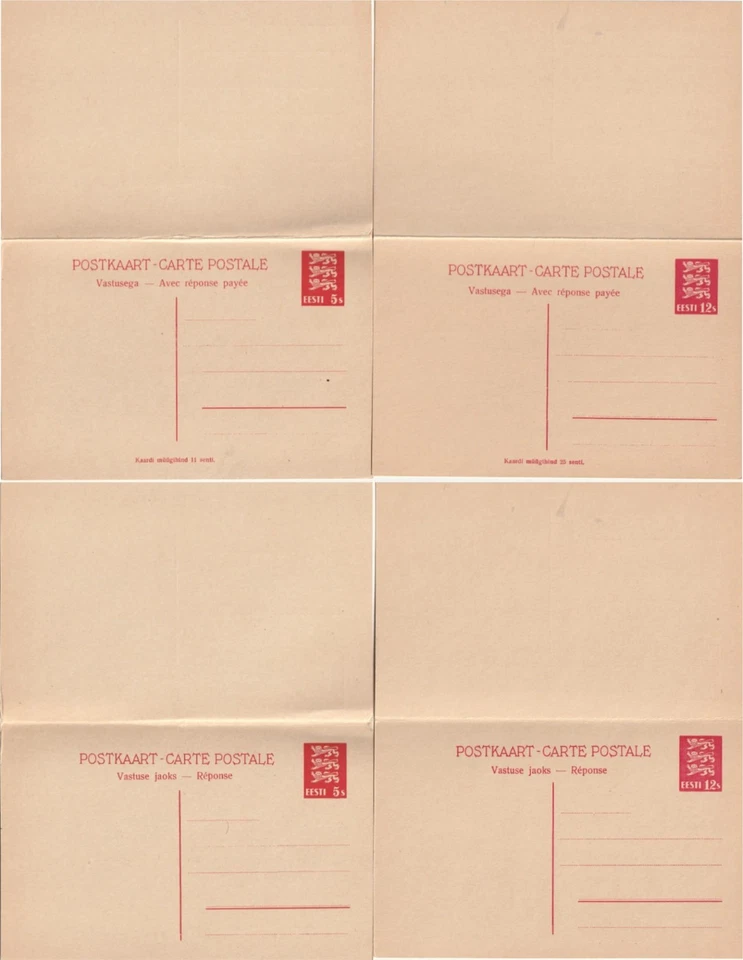 POSTKAART - CARTE POSTALE
Vastusega — Avec réponse payée
EESTI 5s
Kaardi müügihind 11 senti.
POSTKAART - CARTE POSTALE
Vastusega — Avec réponse payée
EESTI 12s
Kaardi müügihind 25 senti.
POSTKAART - CARTE POSTALE
Vastuse jaoks — Réponse
EESTI 5s
POSTKAART - CARTE POSTALE
Vastuse jaoks — Réponse
EESTI 12s